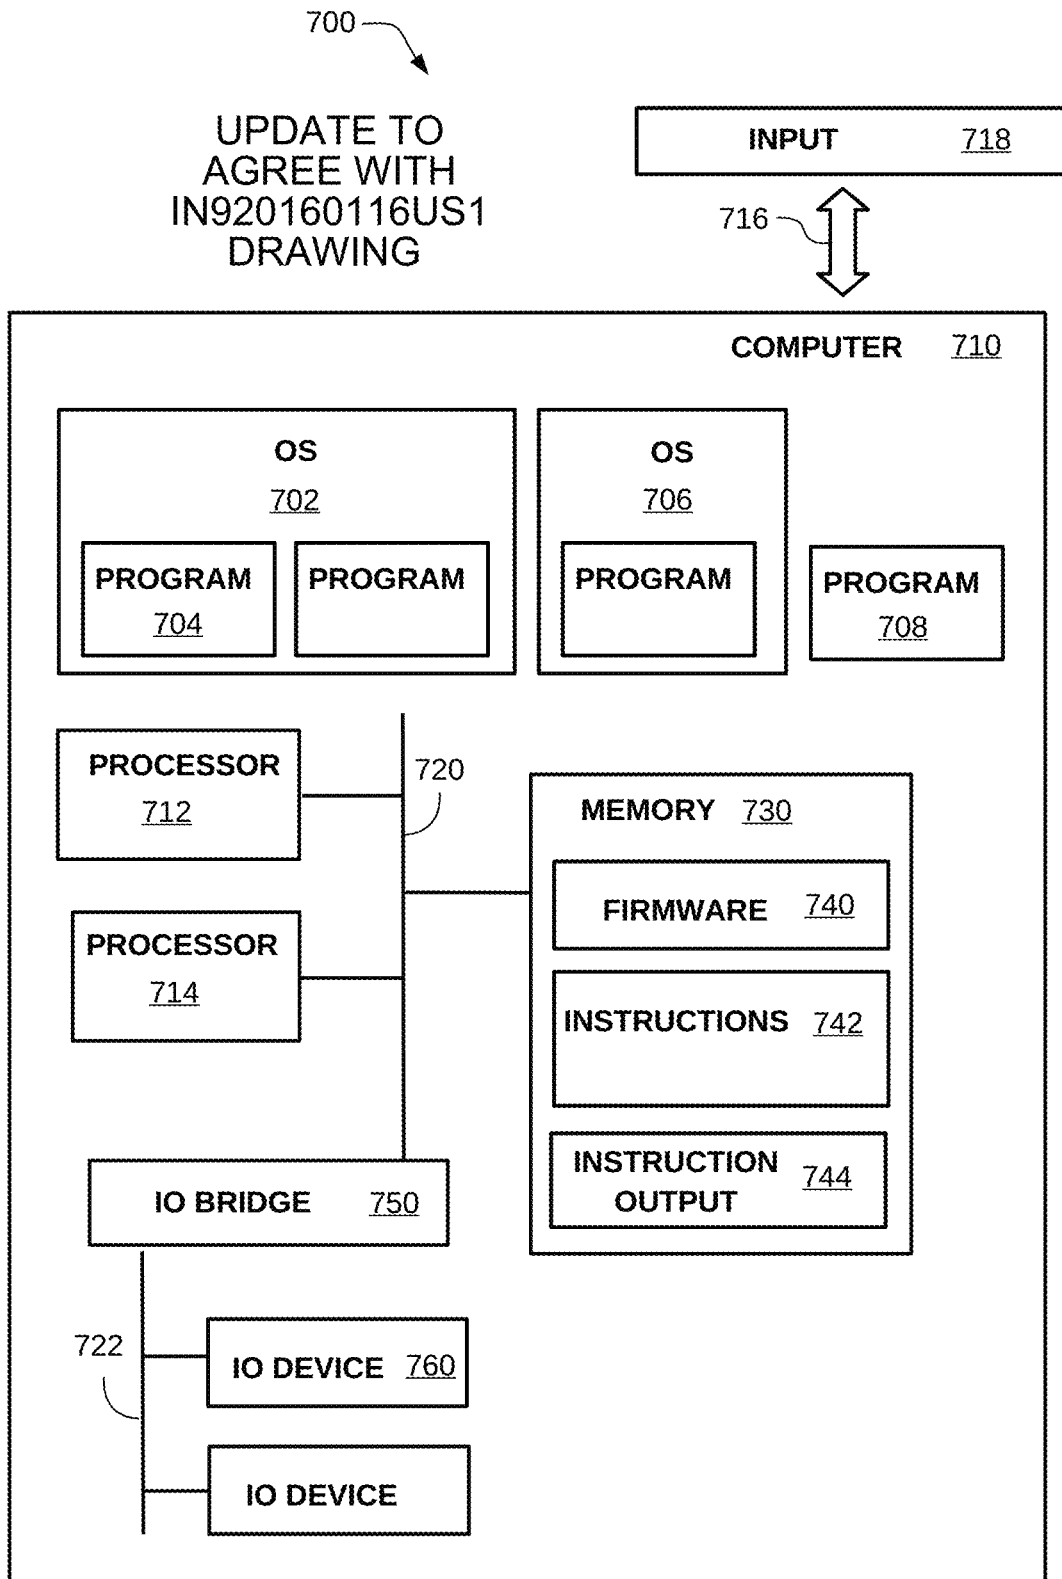 700
UPDATE TO
AGREE WITH
IN920160116US1
DRAWING
INPUT 718
716
COMPUTER 710
OS
702
PROGRAM
704
PROGRAM
OS
706
PROGRAM
PROGRAM
708
PROCESSOR
712
720
PROCESSOR
714
MEMORY 730
FIRMWARE 740
INSTRUCTIONS 742
INSTRUCTION
OUTPUT
744
IO BRIDGE 750
722
IO DEVICE 760
IO DEVICE